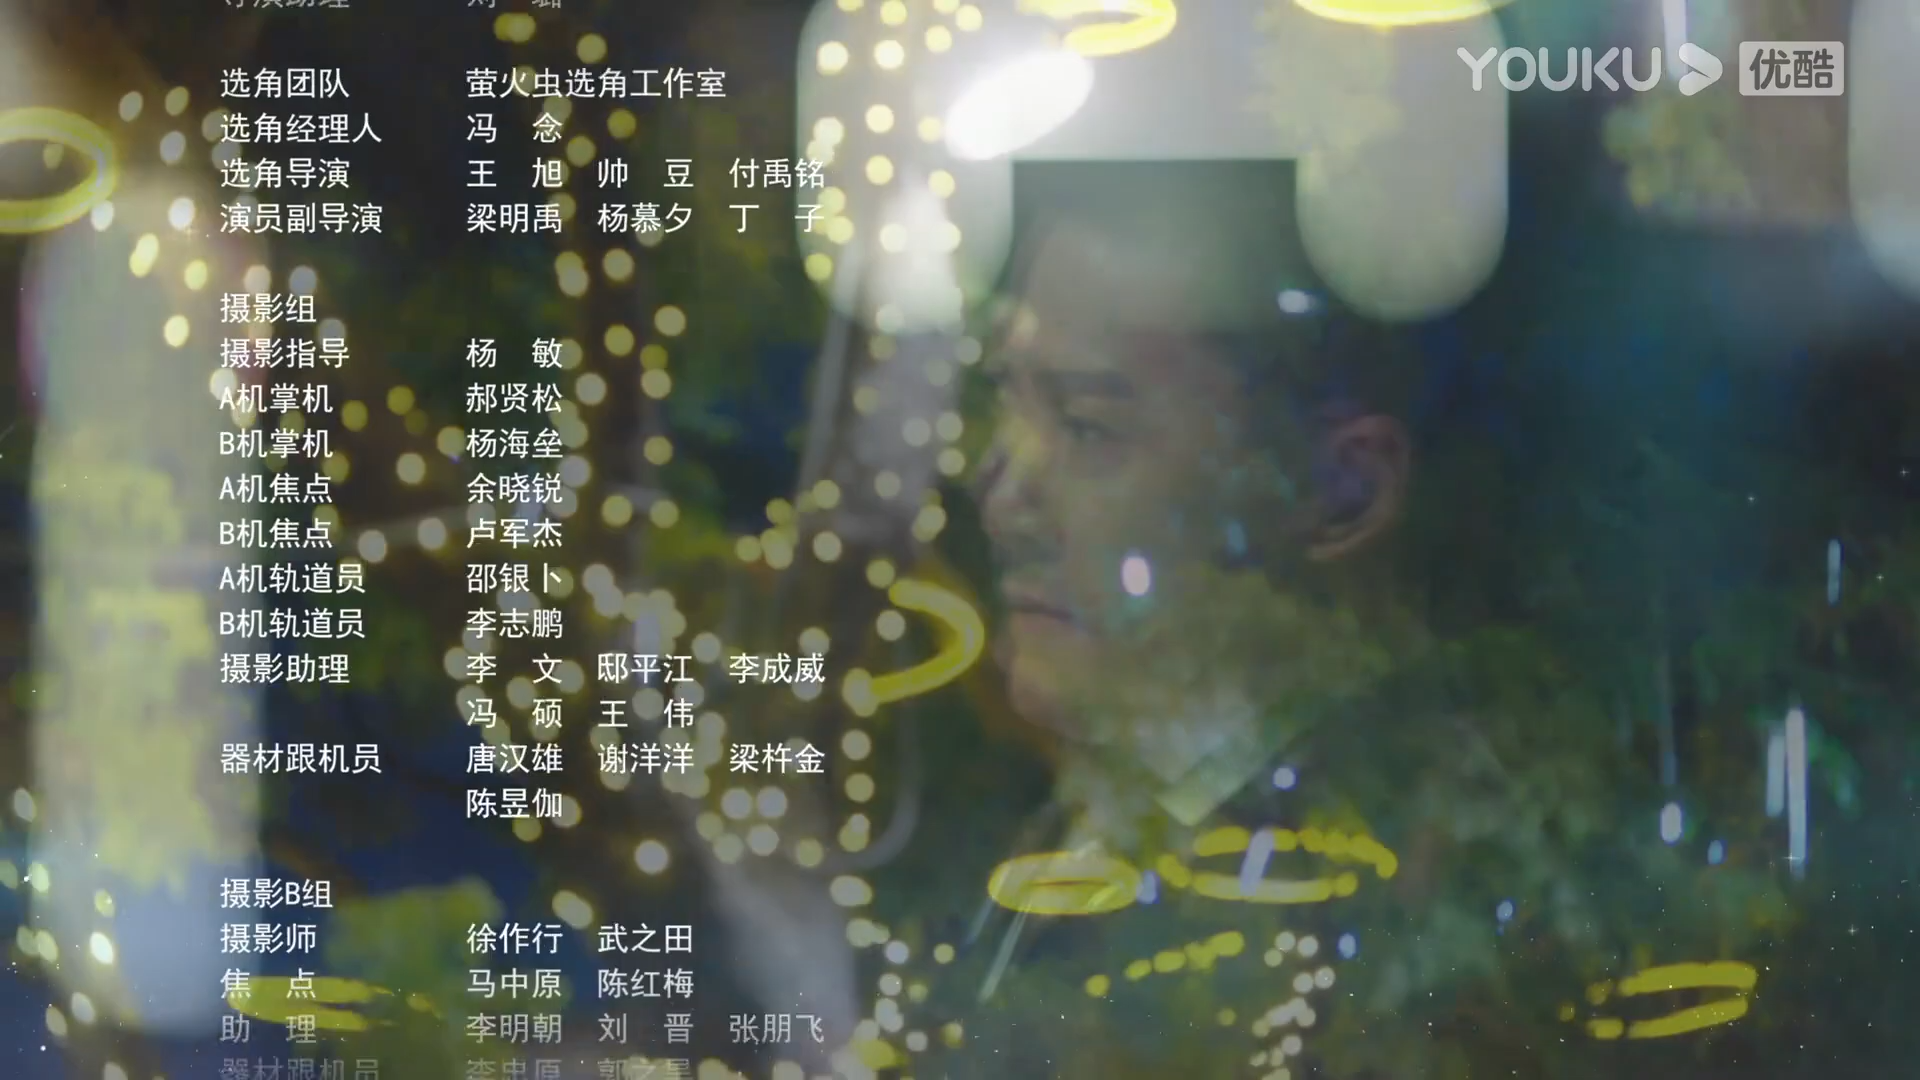 YOUKU 优酷
选角团队 萤火虫选角工作室
选角经理人 冯 念
选角导演 王 旭 帅 豆 付禹铭
演员副导演 梁明禹 杨慕夕 丁 子
摄影组
摄影指导 杨 敏
A机掌机 郝贤松
B机掌机 杨海垒
A机焦点 余晓锐
B机焦点 卢军杰
A机轨道员 邵银卜
B机轨道员 李志鹏
摄影助理 李 文 邸平江 李成威
冯 硕 王 伟
器材跟机员 唐汉雄 谢洋洋 梁杵金
陈昱伽
摄影B组
摄影师 徐作行 武之田
焦 点 马中原 陈红梅
助 理 李明朝 刘 晋 张朋飞
器材跟机员